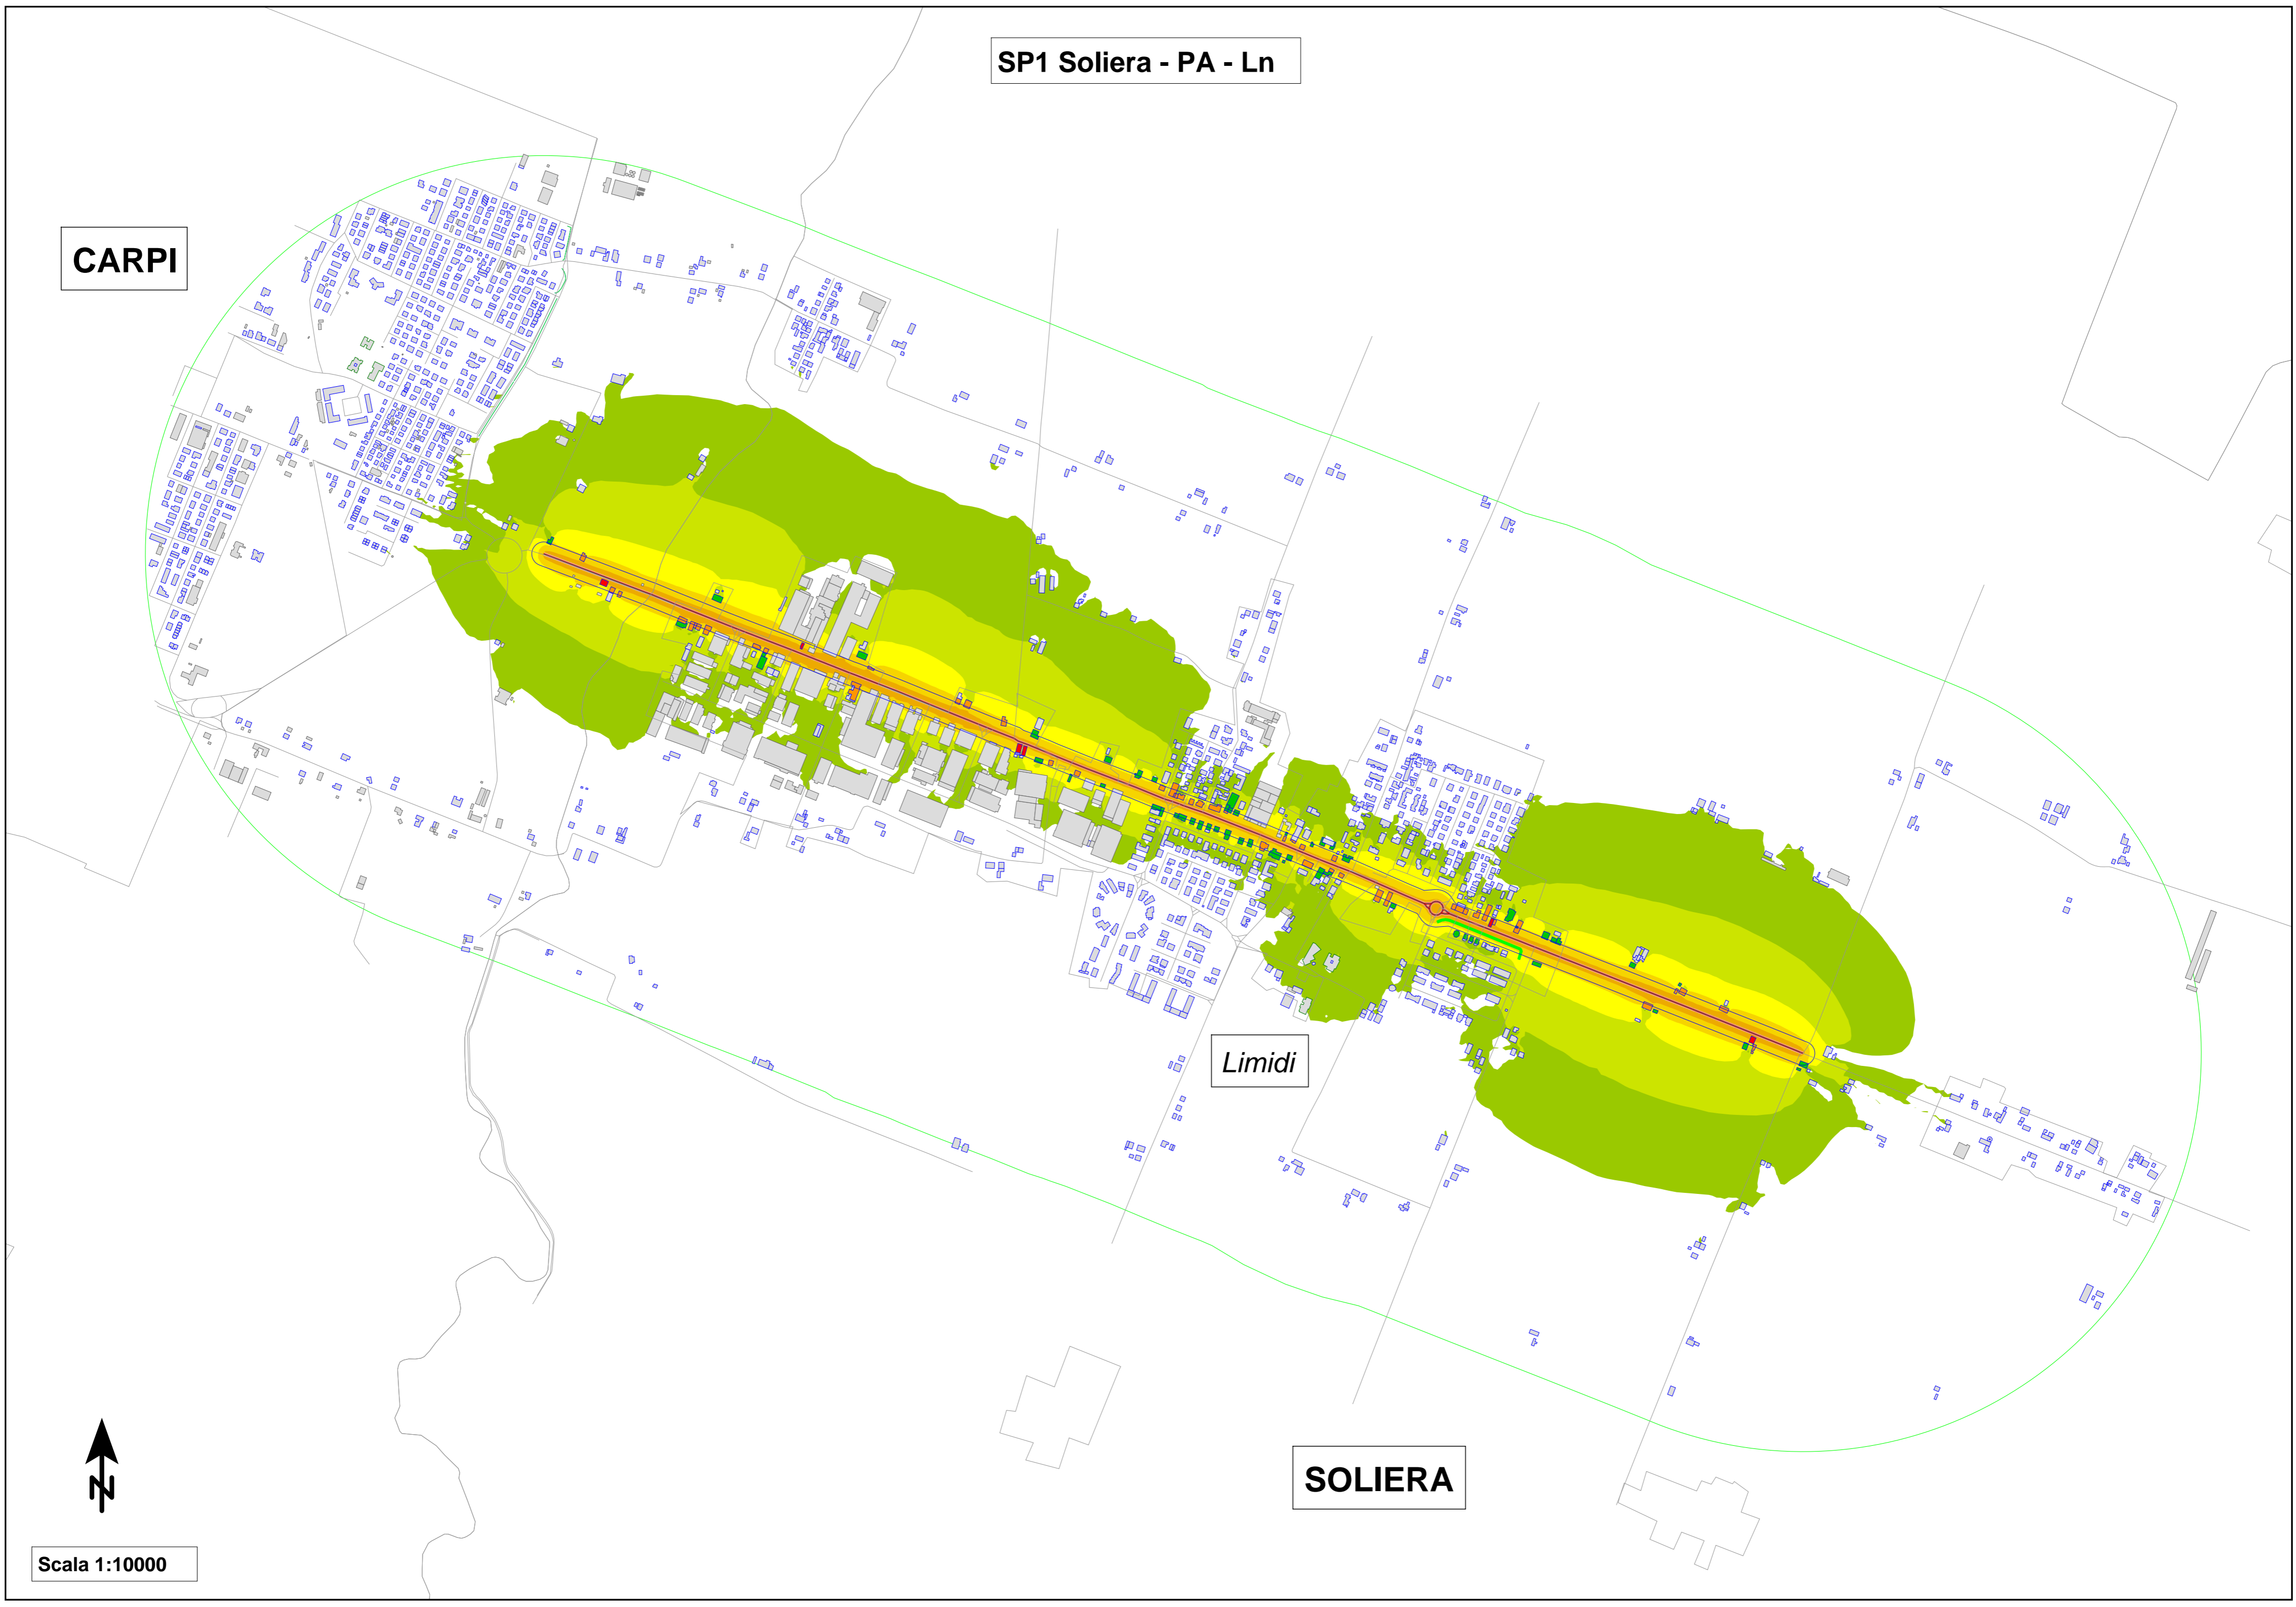 SP1 Soliera - PA - Ln
CARPI
Limidi
SOLIERA
N
Scala 1:10000